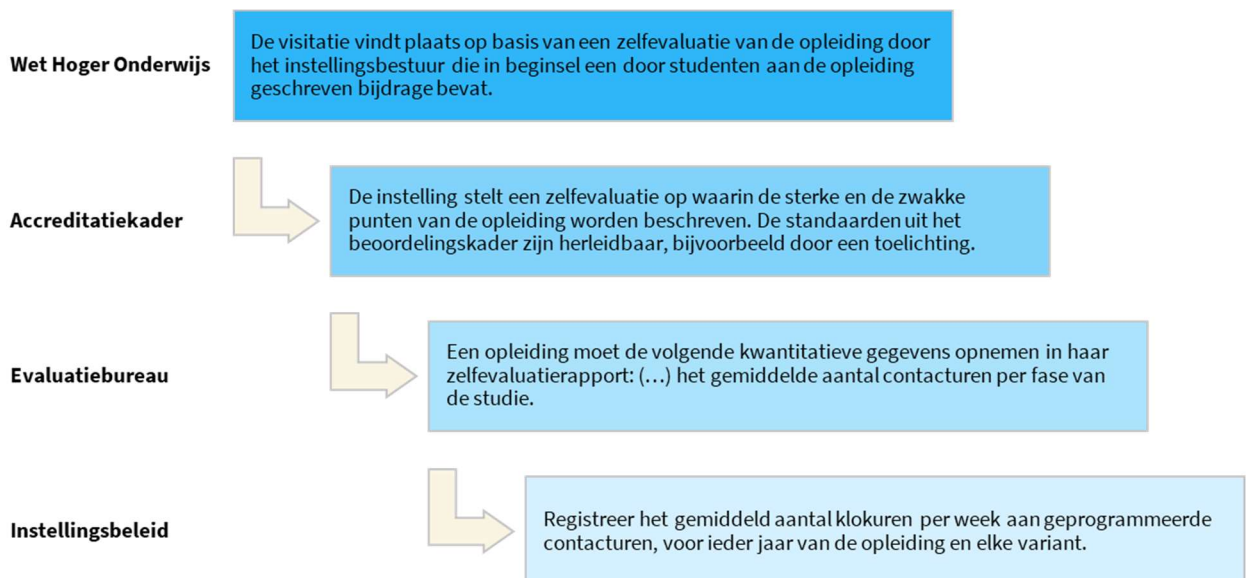 Wet Hoger Onderwijs
De visitatie vindt plaats op basis van een zelfevaluatie van de opleiding door
het instellingsbestuur die in beginsel een door studenten aan de opleiding
geschreven bijdrage bevat.
Accreditatiekader
De instelling stelt een zelfevaluatie op waarin de sterke en de zwakke
punten van de opleiding worden beschreven. De standaarden uit het
beoordelingskader zijn herleidbaar, bijvoorbeeld door een toelichting.
Evaluatiebureau
Een opleiding moet de volgende kwantitatieve gegevens opnemen in haar
zelfevaluatierapport: (…) het gemiddelde aantal contacturen per fase van
de studie.
Instellingsbeleid
Registreer het gemiddeld aantal klokuren per week aan geprogrammeerde
contacturen, voor ieder jaar van de opleiding en elke variant.